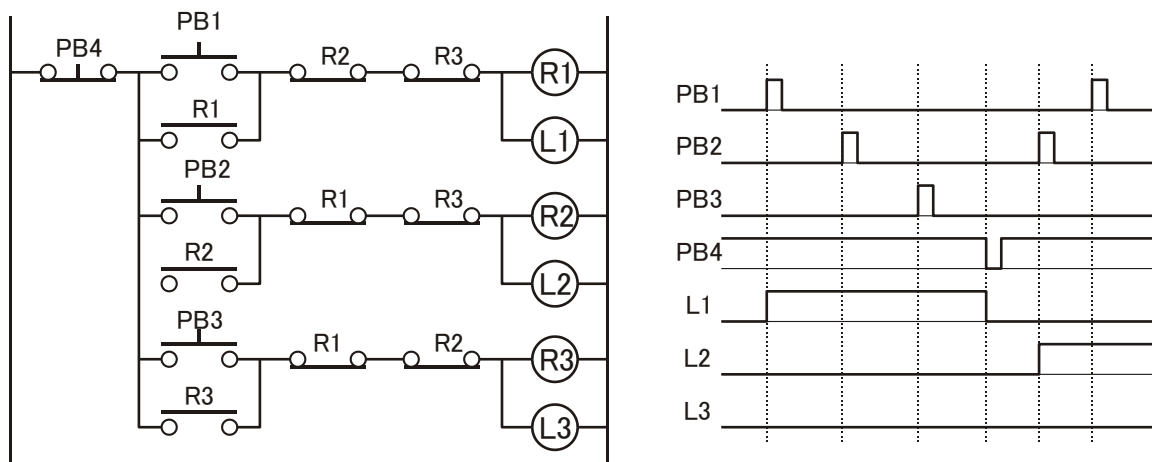 PB1
PB4 R2 R3 R1
R1 L1
PB2
R1 R3 R2
R2 L2
PB3
R1 R2 R3
R3 L3
PB1
PB2
PB3
PB4
L1
L2
L3